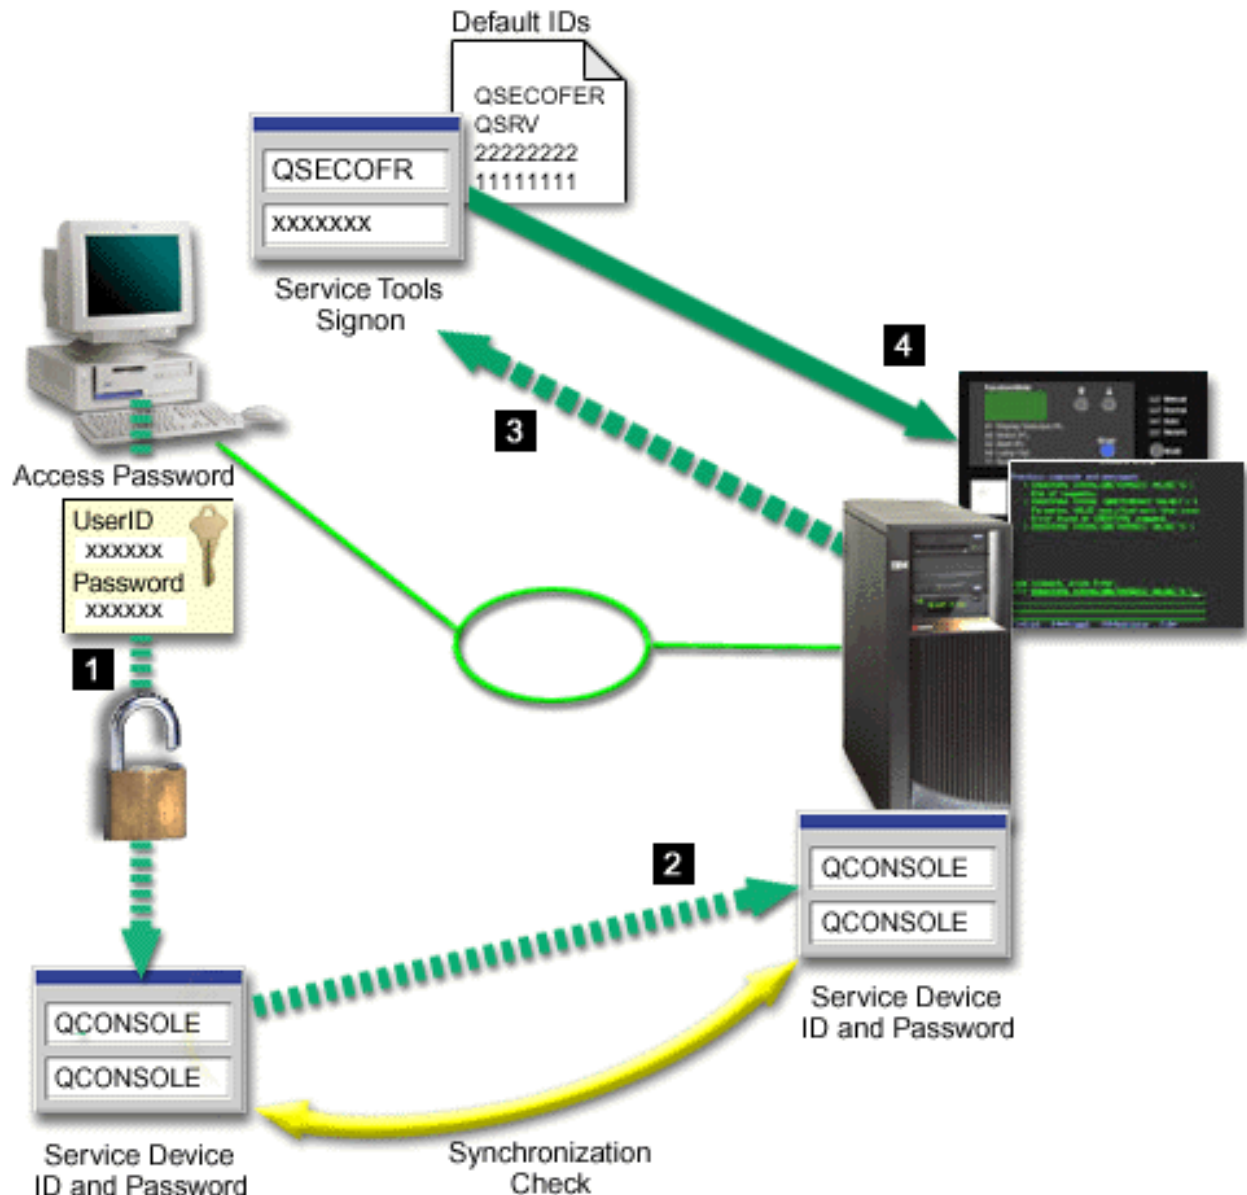 Default IDs
QSECOFER
QSRV
22222222
11111111
QSECOFR
xxxxxxx
Service Tools
Signon
4
3
Access Password
UserID
xxxxxx
Password
xxxxxx
1
IBM
2
QCONSOLE
QCONSOLE
Service Device
ID and Password
QCONSOLE
QCONSOLE
Service Device
ID and Password
Synchronization
Check